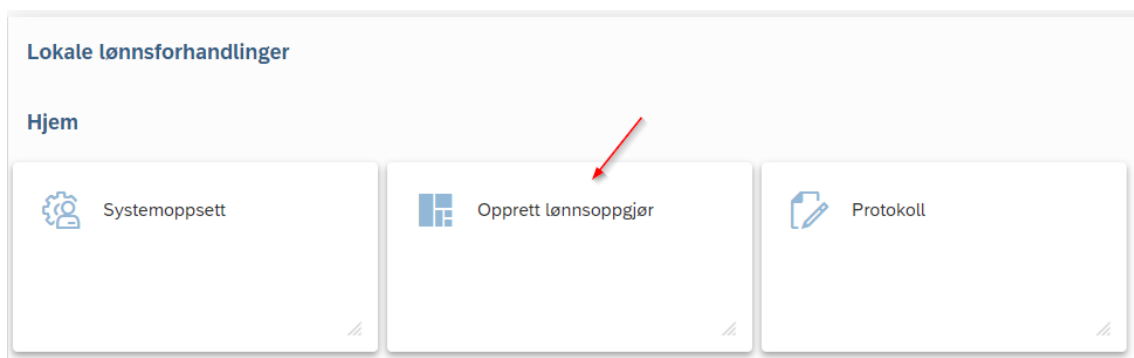 Lokale lønnsforhandlinger
Hjem
Systemoppsett
Opprett lønnsoppgjør
Protokoll